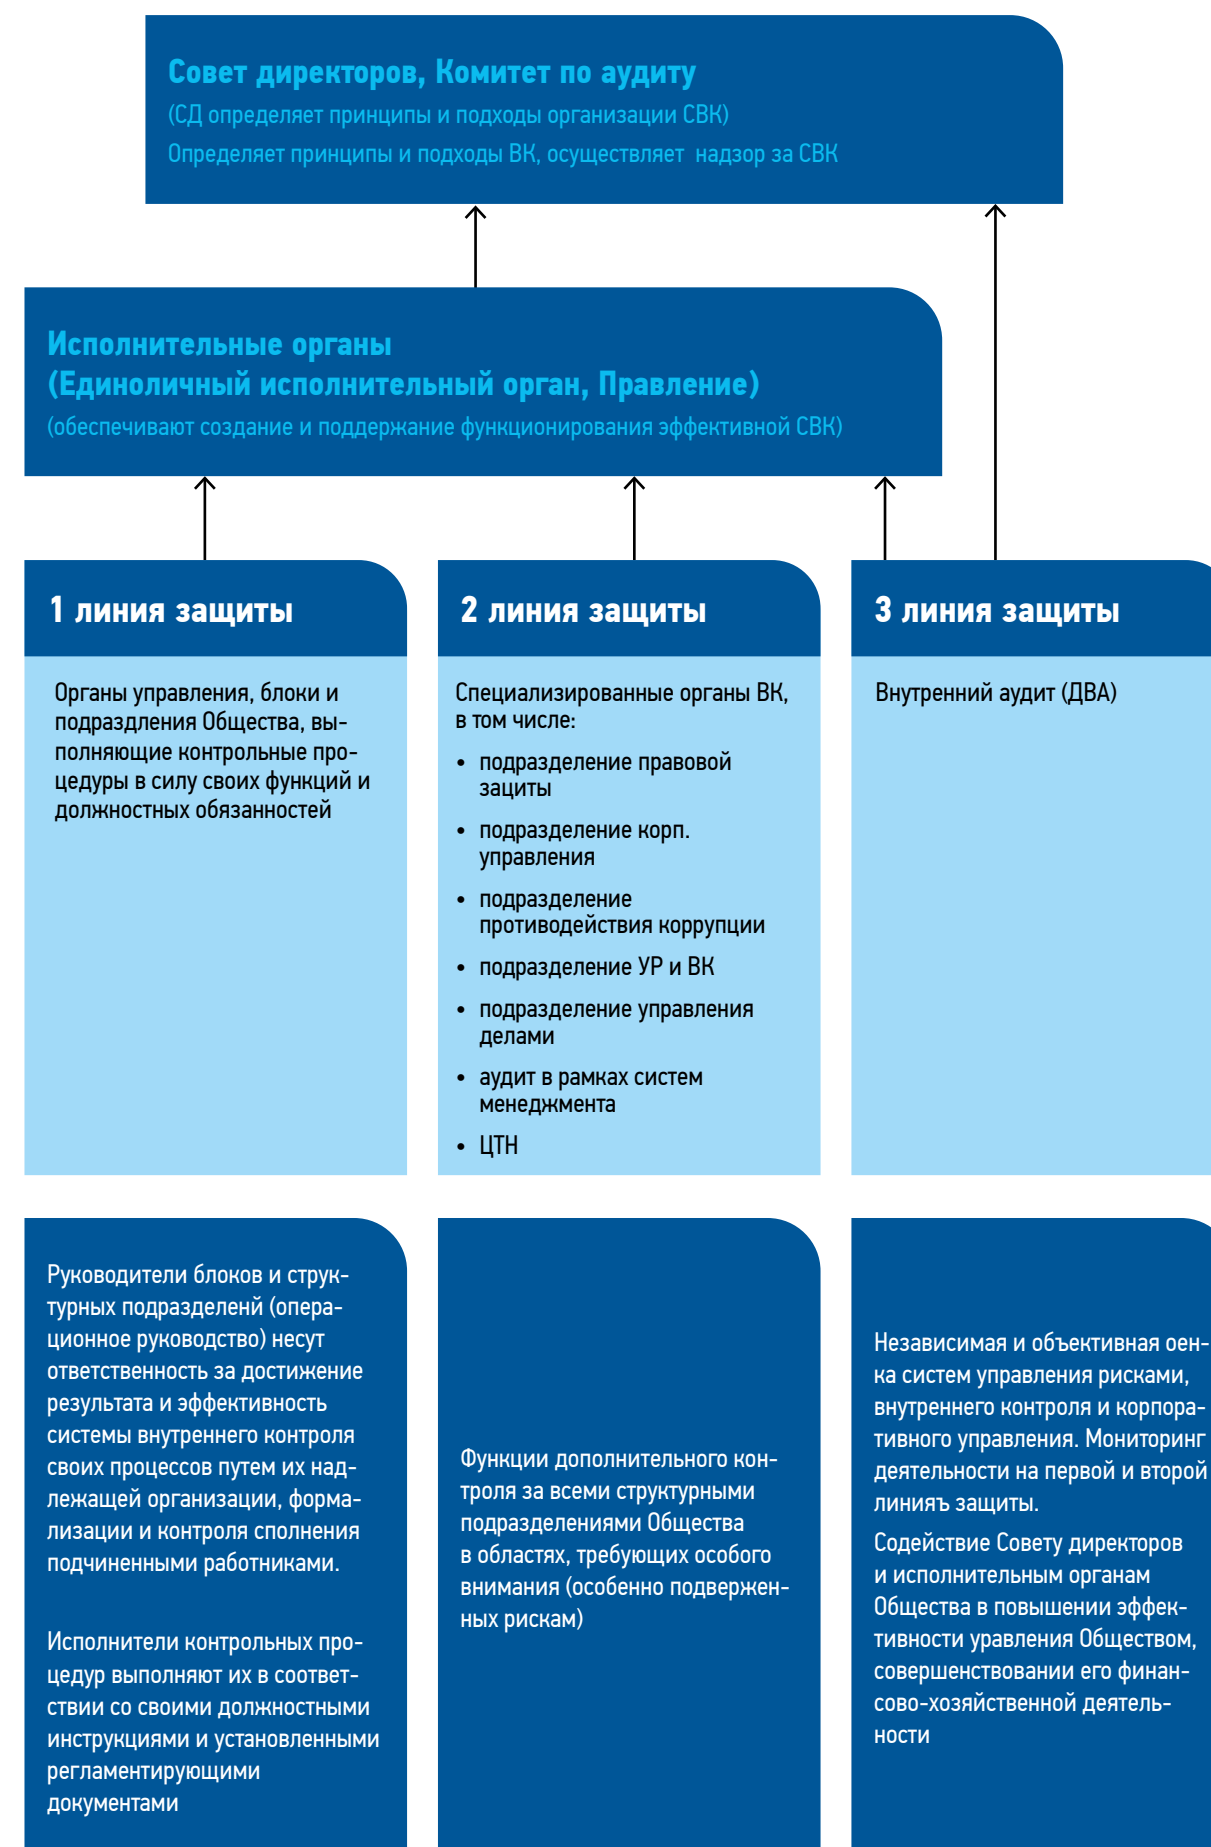 Совет директоров, Комитет по аудиту
(СД определяет принципы и подходы организации СВК)
Определяет принципы и подходы ВК, осуществляет надзор за СВК
Исполнительные органы
(Единоличный исполнительный орган, Правление)
(обеспечивают создание и поддержание функционирования эффективной СВК)
1 линия защиты
Органы управления, блоки и
подраздления Общества, вы-
полняющие контрольные про-
цедуры в силу своих функций и
должностных обязанностей
2 линия защиты
Специализированные органы ВК,
в том числе:
• подразделение правовой
зациты
• подразделение корп.
управления
• подразделение
противодействия коррупции
• подразделение УР и ВК
• подразделение управления
делами
• аудит в рамках систем
менеджмента
• ЦТН
3 линия защиты
Внутренний аудит (ДВА)
Руководители блоков и струк-
турных подразделенй (опера-
ционное руководство) несут
ответственность за достижение
результата и эффективность
системы внутреннего контроля
своих процессов путем их над-
лежащей организации, форма-
лизации и контроля сполнения
подчиненными работниками.
Исполнители контрольных про-
цедур выполняют их в соответ-
ствии со своими должностными
инструкциями и установленными
регламентирующими
документами
Функции дополнительного кон-
троля за всеми структурными
подразделениями Общества
в областях, требующих особого
внимания (особенно подвержен-
ных рискам)
Независимая и объективная оен-
ка систем управления рисками,
внутреннего контроля и корпора-
тивного управления. Мониторинг
деятельности на первой и второй
линияъ защиты.
Содействие Совету директоров
и исполнительным органам
Общества в повышении эффек-
тивности уравления Обществом,
совершенствовании его финан-
сово-хозяйственной деятель-
ности